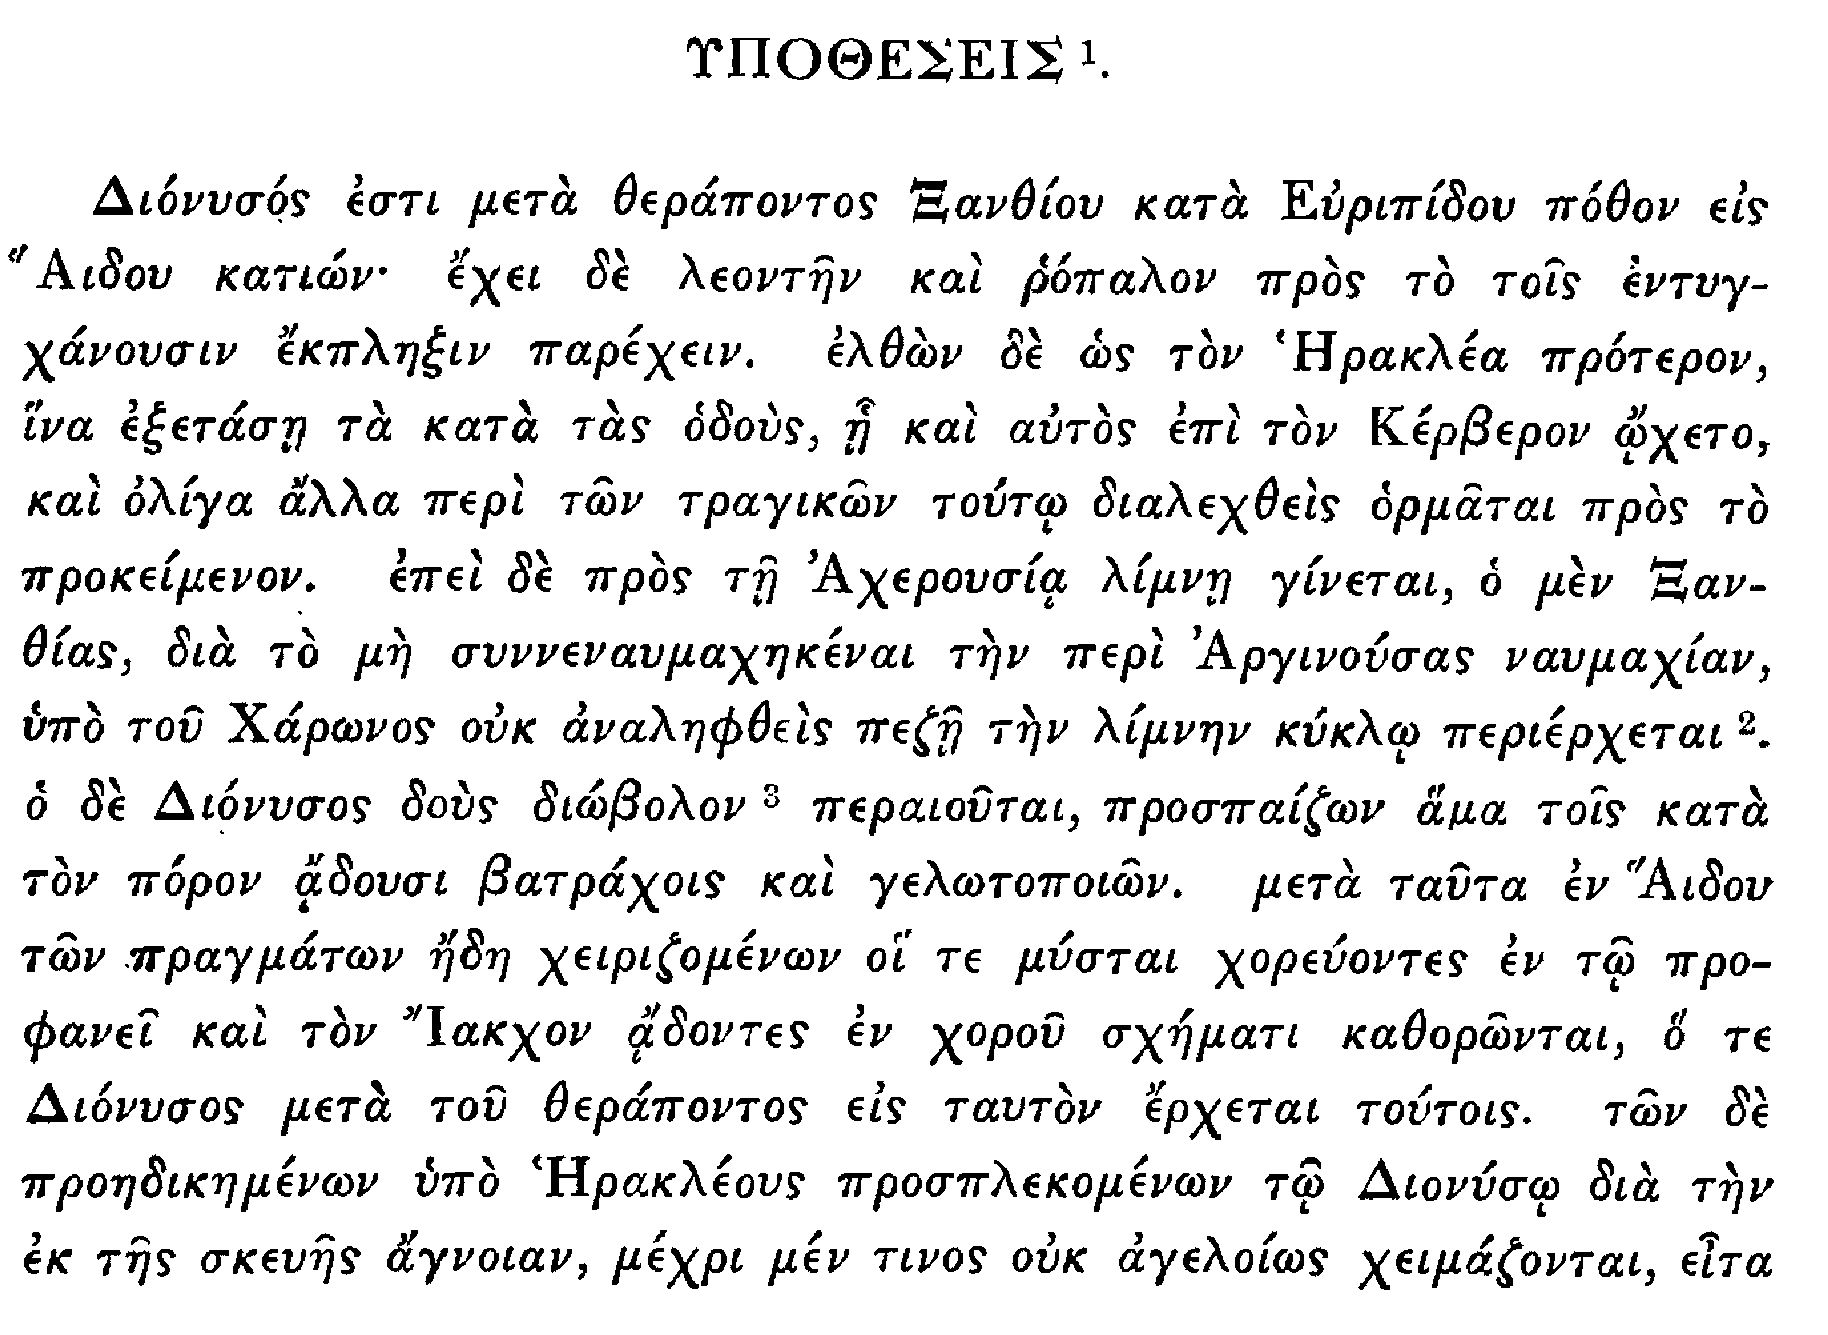 ΥΠΟΘΕΣΕΙΣ ¹.
Διόνυσός ἐστι μετὰ θεράποντος Ξανθίου κατὰ Εὐριπίδου πόθον εἰς
Ἅιδου κατιών· ἔχει δὲ λεοντῆν καὶ ῥόπαλον πρὸς τὸ τοῖς ἐντυγ-
χάνουσιν ἔκπληξιν παρέχειν. ἐλθὼν δὲ ὡς τὸν Ἡρακλέα πρότερον,
ἵνα ἐξετάσῃ τὰ κατὰ τὰς ὁδοὺς, ᾗ καὶ αὐτὸς ἐπὶ τὸν Κέρβερον ᾤχετο,
καὶ ὀλίγα ἄλλα περὶ τῶν τραγικῶν τούτῳ διαλεχθεὶς ὁρμᾶται πρὸς τὸ
προκείμενον. ἐπεὶ δὲ πρὸς τῇ Ἀχερουσίᾳ λίμνῃ γίνεται, ὁ μὲν Ξαν-
θίας, διὰ τὸ μὴ συννεναυμαχηκέναι τὴν περὶ Ἀργινούσας ναυμαχίαν,
ὑπὸ τοῦ Χάρωνος οὐκ ἀναληφθεὶς πεζῇ τὴν λίμνην κύκλῳ περιέρχεται ².
ὁ δὲ Διόνυσος δοὺς διώβολον ³ περαιοῦται, προσπαίζων ἅμα τοῖς κατὰ
τὸν πόρον ᾄδουσι βατράχοις καὶ γελωτοποιῶν. μετὰ ταῦτα ἐν Ἅιδου
τῶν πραγμάτων ἤδη χειριζομένων οἵ τε μύσται χορεύοντες ἐν τῷ προ-
φανεῖ καὶ τὸν Ἴακχον ᾄδοντες ἐν χοροῦ σχήματι καθορῶνται, ὅ τε
Διόνυσος μετὰ τοῦ θεράποντος εἰς ταυτὸν ἔρχεται τούτοις. τῶν δὲ
προηδικημένων ὑπὸ Ἡρακλέους προσπλεκομένων τῷ Διονύσῳ διὰ τὴν
ἐκ τῆς σκευῆς ἄγνοιαν, μέχρι μέν τινος οὐκ ἀγελοίως χειμάζονται, εἶτα